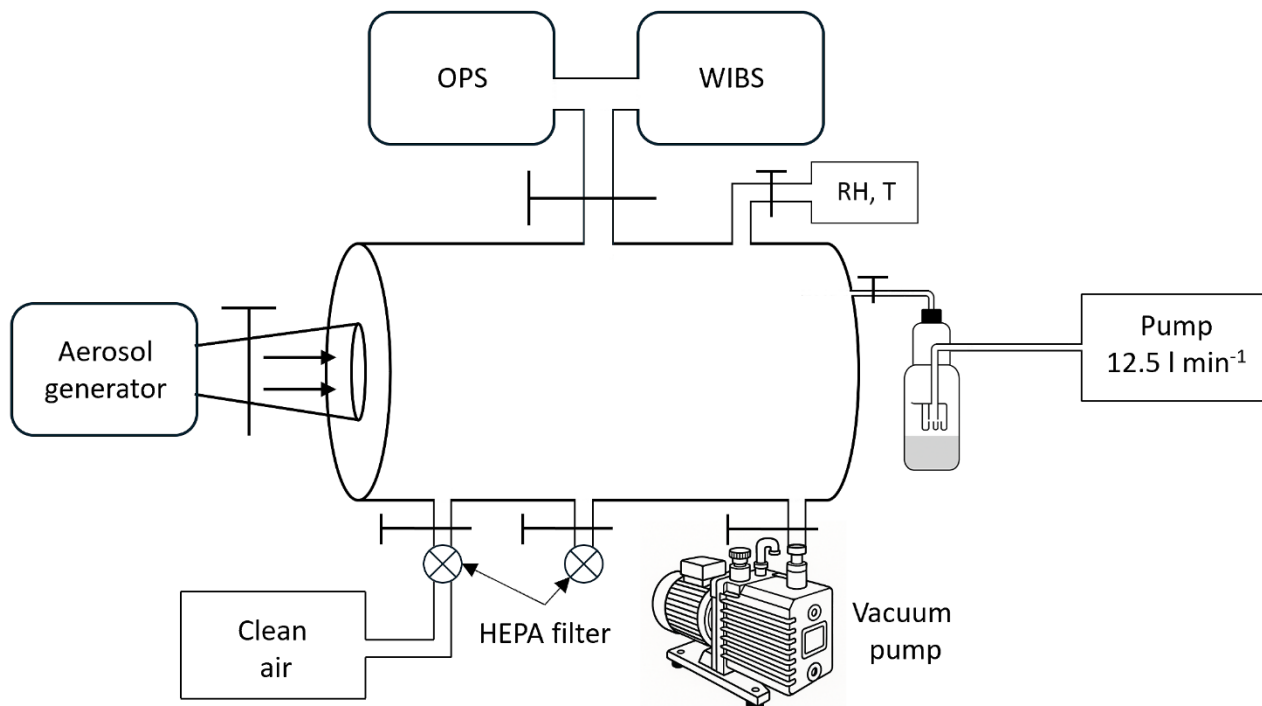 OPS
WIBS
RH, T
Aerosol
generator
Pump
12.5 l min⁻¹
Clean
air
HEPA filter
Vacuum
pump